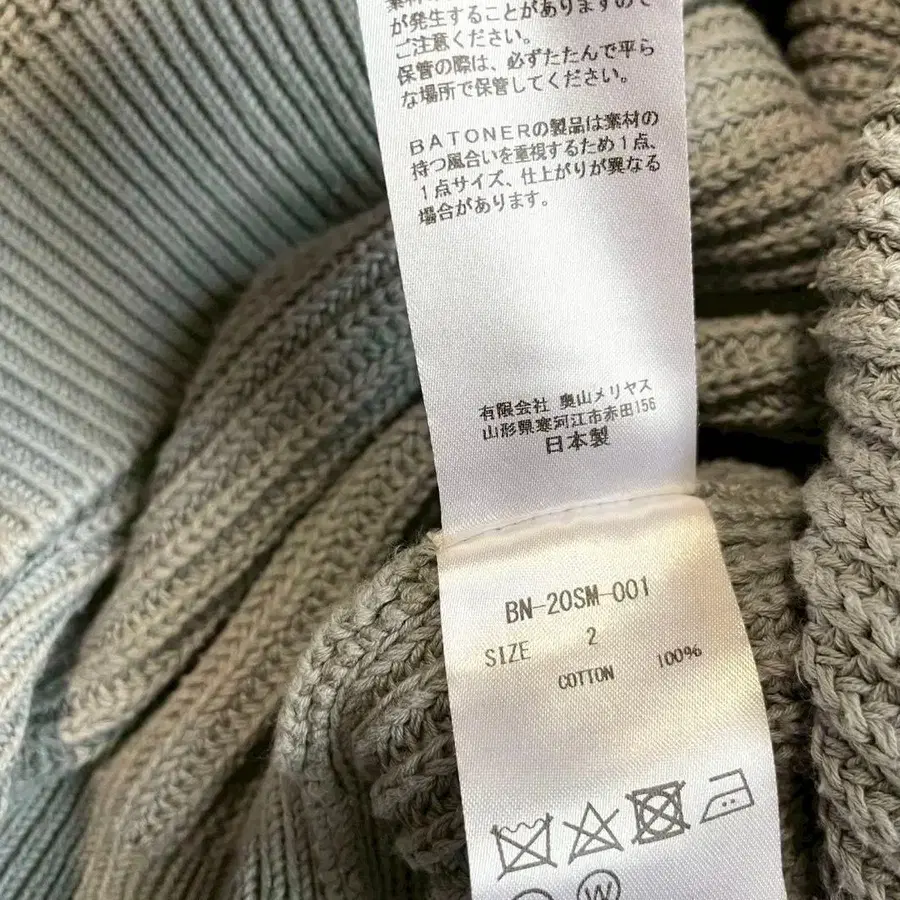 が発生することがありますので
ご注意ください。
保管の際は、必ずたたんで平ら
な場所で保管してください。
BATONERの製品は素材の
持つ風合いを重視するため1点、
1点サイズ、仕上がりが異なる
場合があります。
有限会社 奥山メリヤス
山形県寒河江市赤田156
日本製
BN-20SM-001
SIZE 2
COTTON 100%
W